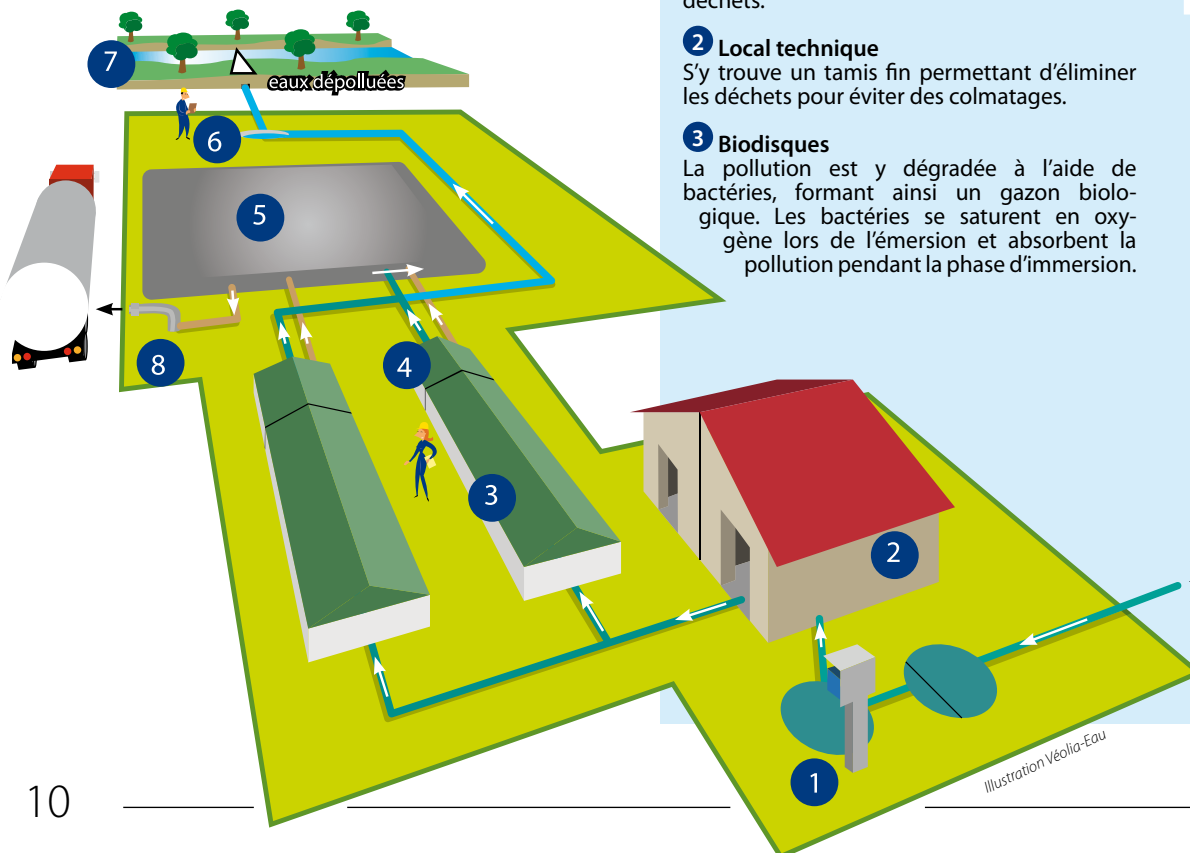 déchets.
2 Local technique
S'y trouve un tamis fin permettant d'éliminer
les déchets pour éviter des colmatages.
3 Biodisques
La pollution est y dégradée à l'aide de
bactéries, formant ainsi un gazon biolo-
gique. Les bactéries se saturent en oxy-
gène lors de l'émersion et absorbent la
pollution pendant la phase d'immersion.
7
eaux dépolluées
6
5
8
4
3
2
1
Illustration Véolia-Eau
10